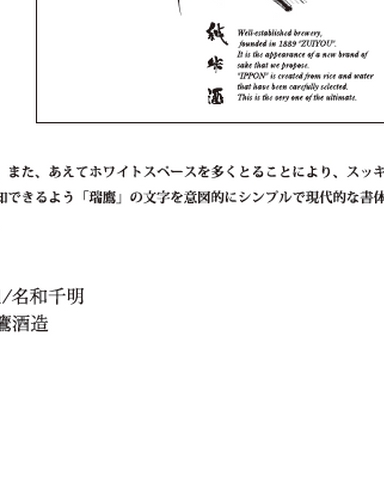 純米酒
Well-established brewery,
founded in 1889 "ZUIYOU".
It is the appearance of a new brand of
sake that we propose.
"IPPON" is created from rice and water
that have been carefully selected.
This is the very one of the ultimate.
また、あえてホワイトスペースを多くとることにより、スッキ
できるよう「瑞鷹」の文字を意図的にシンプルで現代的な書体
/名和千明
鷹酒造